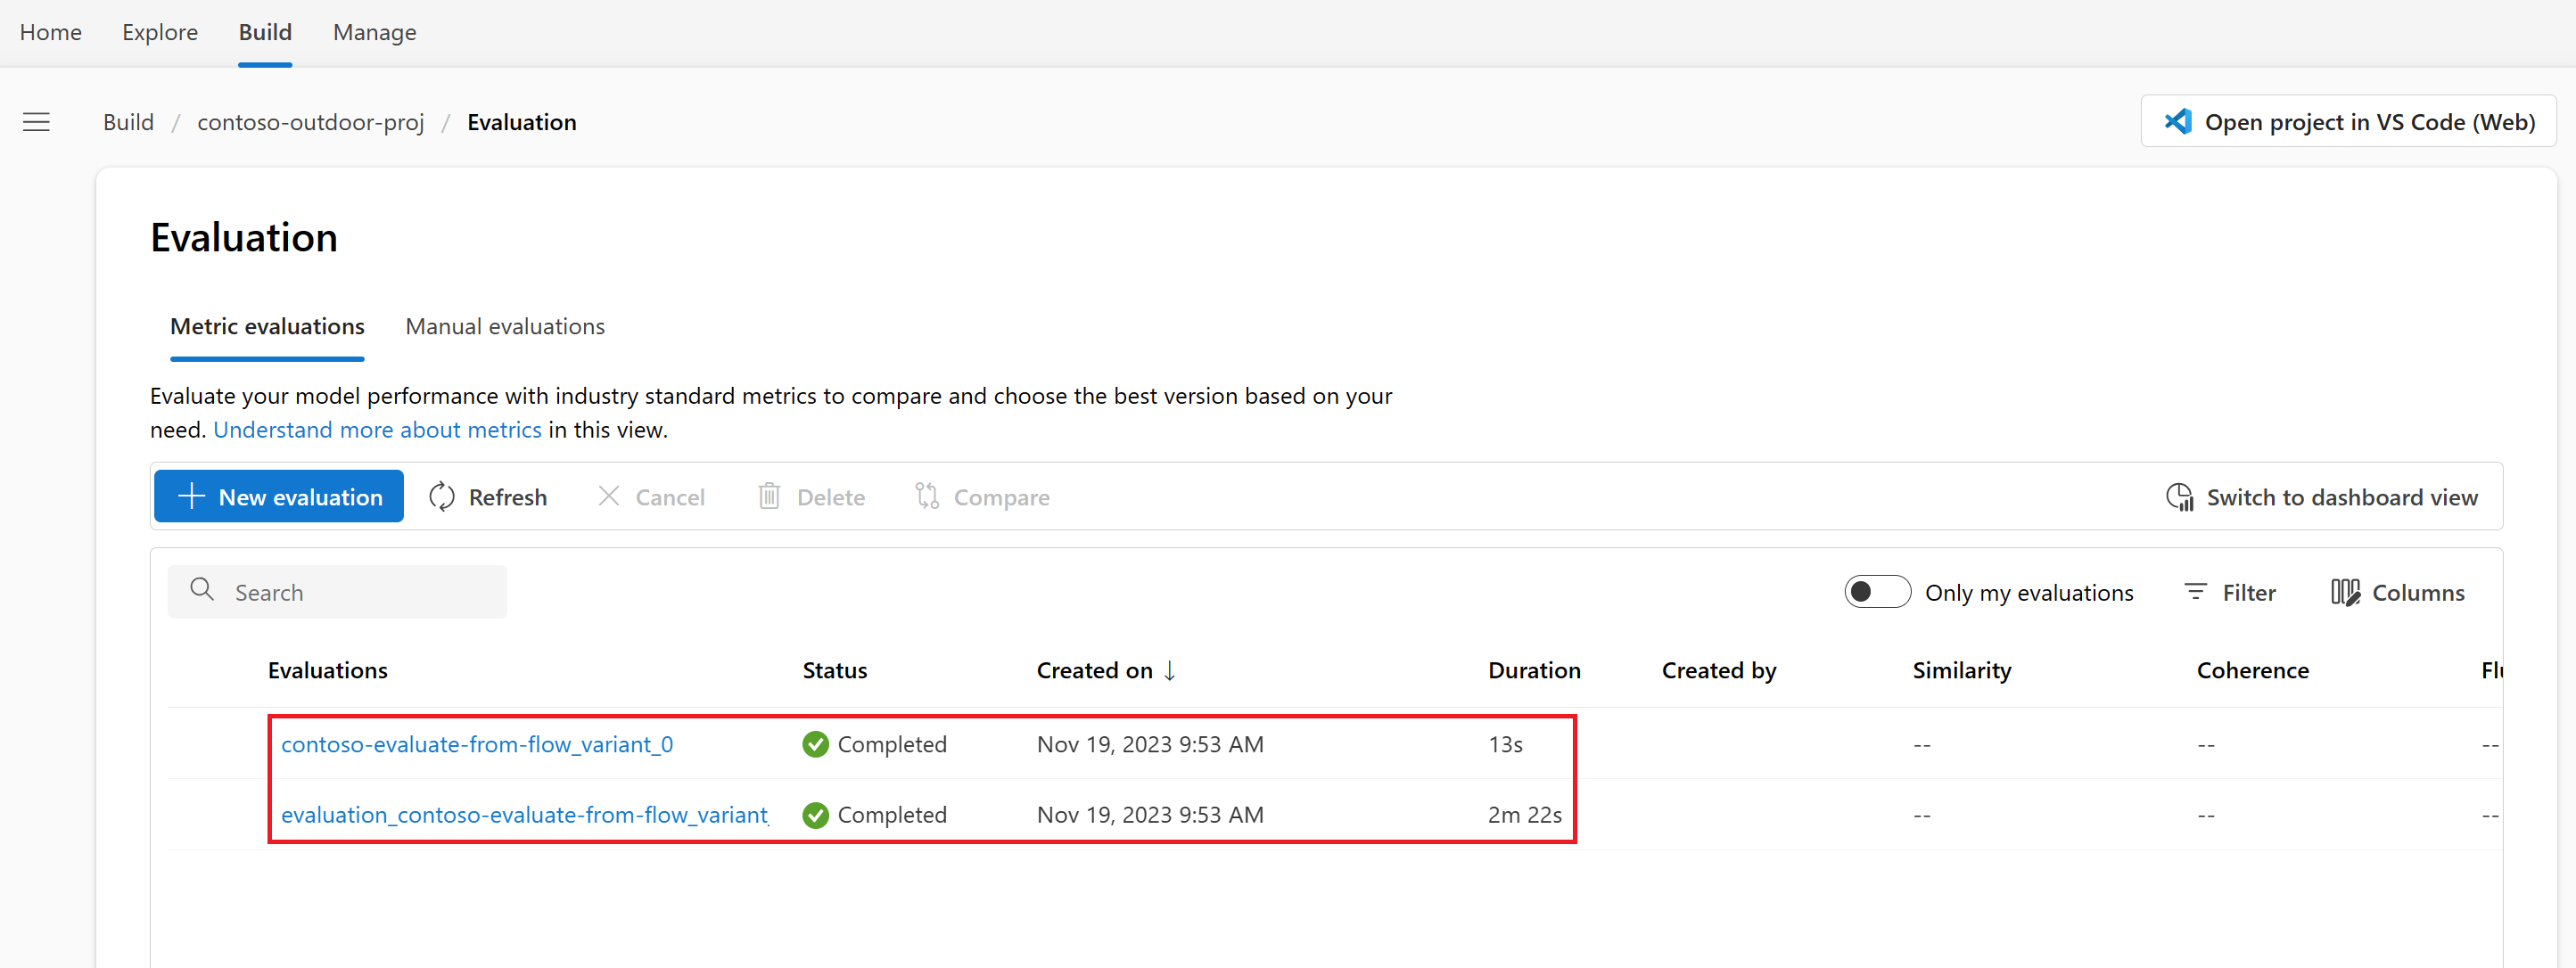 Home Explore Build Manage
Build / contoso-outdoor-proj / Evaluation
Open project in VS Code (Web)
Evaluation
Metric evaluations Manual evaluations
Evaluate your model performance with industry standard metrics to compare and choose the best version based on your
need. Understand more about metrics in this view.
New evaluation Refresh Cancel Delete Compare Switch to dashboard view
Search Only my evaluations Filter Columns
Evaluations Status Created on ↓ Duration Created by Similarity Coherence
contoso-evaluate-from-flow_variant_0 Completed Nov 19, 2023 9:53 AM 13s -- -- --
evaluation_contoso-evaluate-from-flow_variant_ Completed Nov 19, 2023 9:53 AM 2m 22s -- -- --